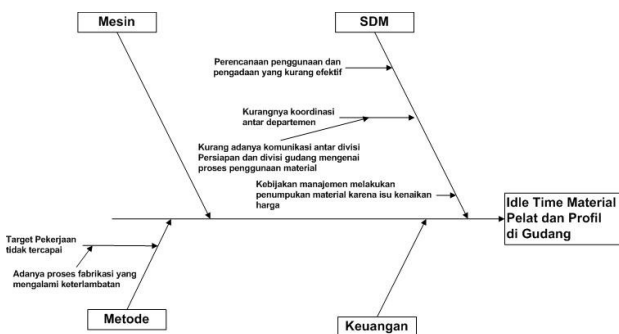 Mesin
SDM
Perencanaan penggunaan dan
pengadaan yang kurang efektif
Kurangnya koordinasi
antar departemen
Kurang adanya komunikasi antar divisi
Persiapan dan divisi gudang mengenai
proses penggunaan material
Kebijakan manajemen melakukan
penumpukan material karena isu kenaikan
harga
Idle Time Material
Pelat dan Profil
di Gudang
Target Pekerjaan
tidak tercapai
Adanya proses fabrikasi yang
mengalami keterlambatan
Metode
Keuangan